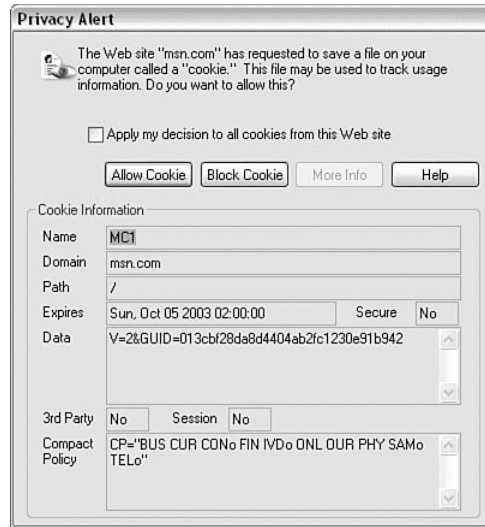 Privacy Alert
The Web site "msn.com" has requested to save a file on your
computer called a "cookie." This file may be used to track usage
information. Do you want to allow this?
Apply my decision to all cookies from this Web site
Allow Cookie Block Cookie More Info Help
Cookie Information
Name MC1
Domain msn.com
Path /
Expires Sun, Oct 05 2003 02:00:00 Secure No
Data V=2&GUID=013cbf28da8d4404ab2fc1230e91b942
3rd Party No Session No
Compact Policy CP="BUS CUR CONo FIN IVDo ONL OUR PHY SAMo
TELo"